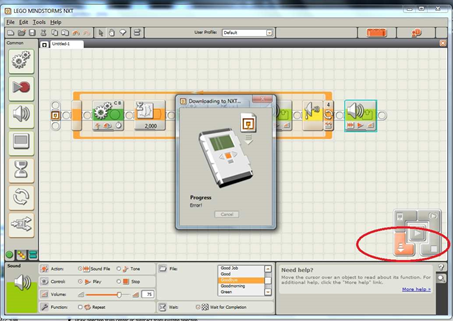 LEGO MINDSTORMS NXT
File Edit Tools Help
User Profile: Default
Common
Untitled-1
Downloading to NXT...
C 6
2,000
4
Progress
Error!
Cancel
Sound
Action: Sound File Tone
Control: Play Stop
Volume: 75
Function: Repeat
File:
Good Job
Good
Goodmorning
Green
Wait: Wait for Completion
Need help?
Move the cursor over an object to read about its function. For additional help, click the "More help" link.
More help »